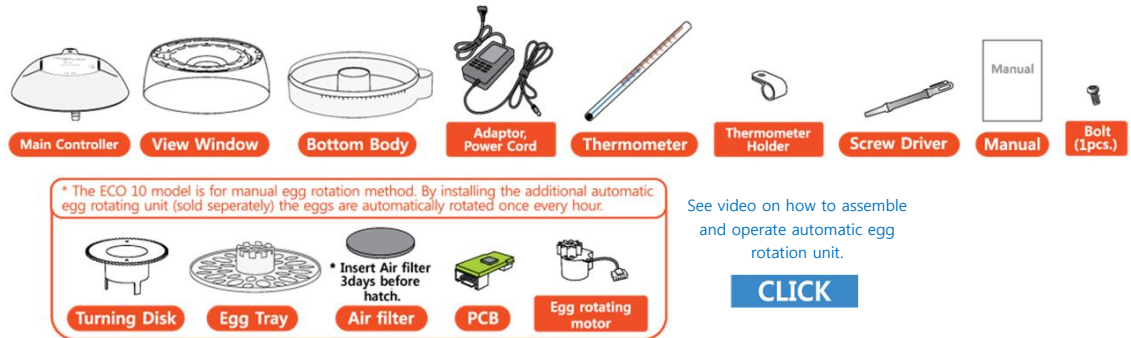 Manual
Main Controller
View Window
Bottom Body
Adaptor,
Power Cord
Thermometer
Thermometer
Holder
Screw Driver
Manual
Bolt
(1pcs.)
* The ECO 10 model is for manual egg rotation method. By installing the additional automatic
egg rotating unit (sold seperately) the eggs are automatically rotated once every hour.
* Insert Air filter
3days before
hatch.
Turning Disk
Egg Tray
Air filter
PCB
Egg rotating
motor
See video on how to assemble
and operate automatic egg
rotation unit.
CLICK